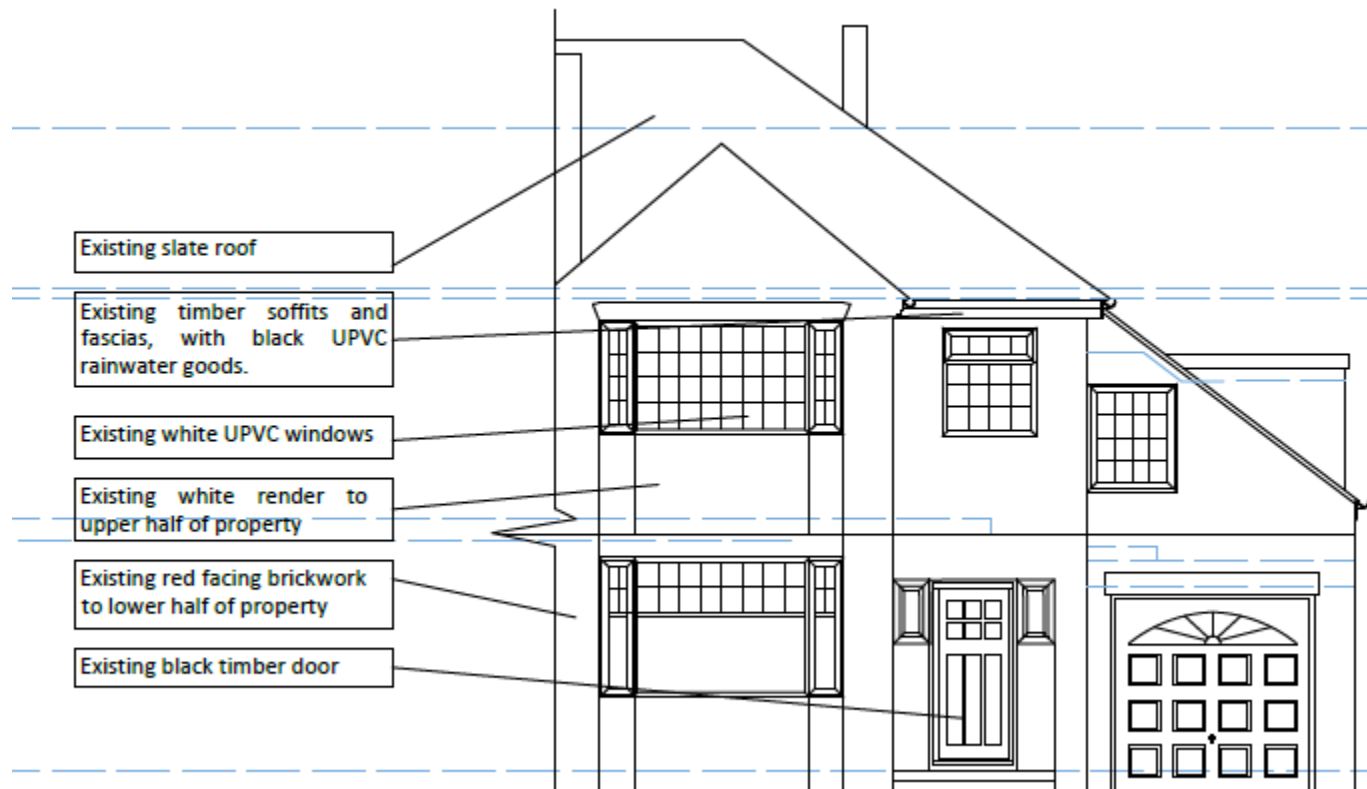 Existing slate roof
Existing timber soffits and
fascias, with black UPVC
rainwater goods.
Existing white UPVC windows
Existing white render to
upper half of property
Existing red facing brickwork
to lower half of property
Existing black timber door